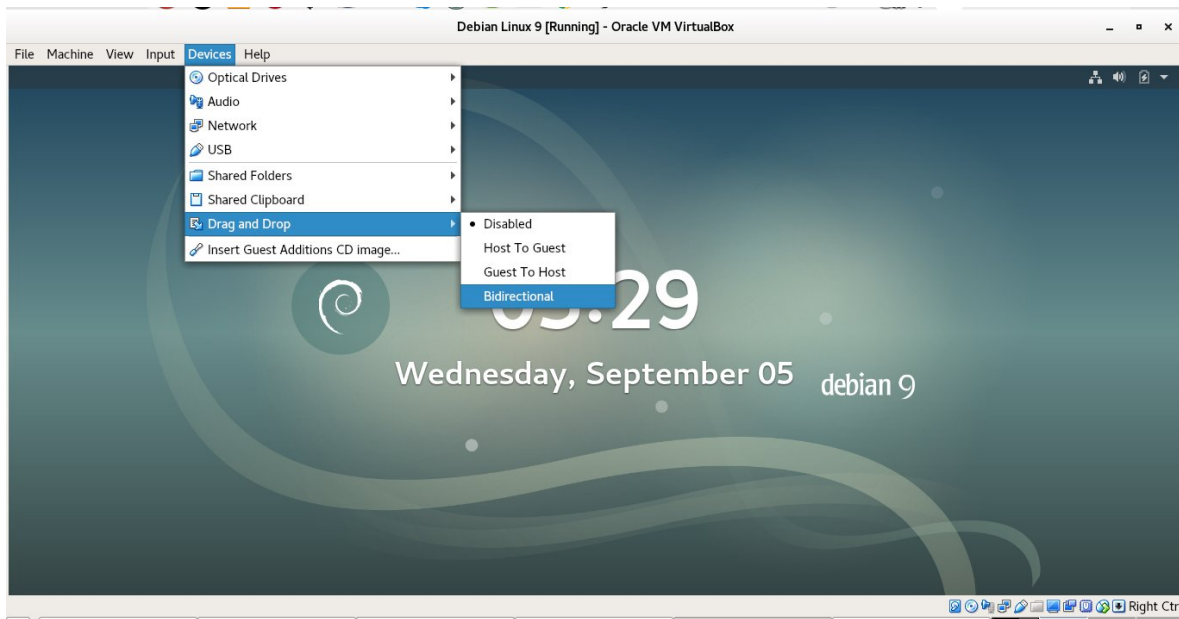 Debian Linux 9 [Running] - Oracle VM VirtualBox
File Machine View Input Devices Help
Optical Drives
Audio
Network
USB
Shared Folders
Shared Clipboard
Drag and Drop
Insert Guest Additions CD image...
Disabled
Host To Guest
Guest To Host
Bidirectional
:29
Wednesday, September 05
debian 9
Right Ctr